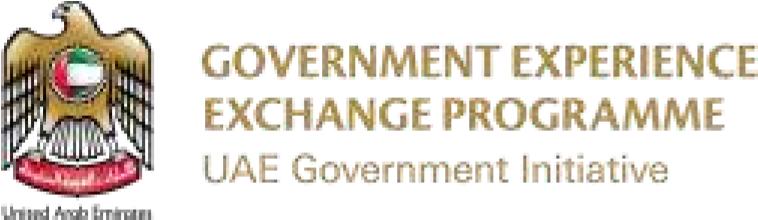 GOVERNMENT EXPERIENCE
EXCHANGE PROGRAMME
UAE Government Initiative
United Arab Emirates